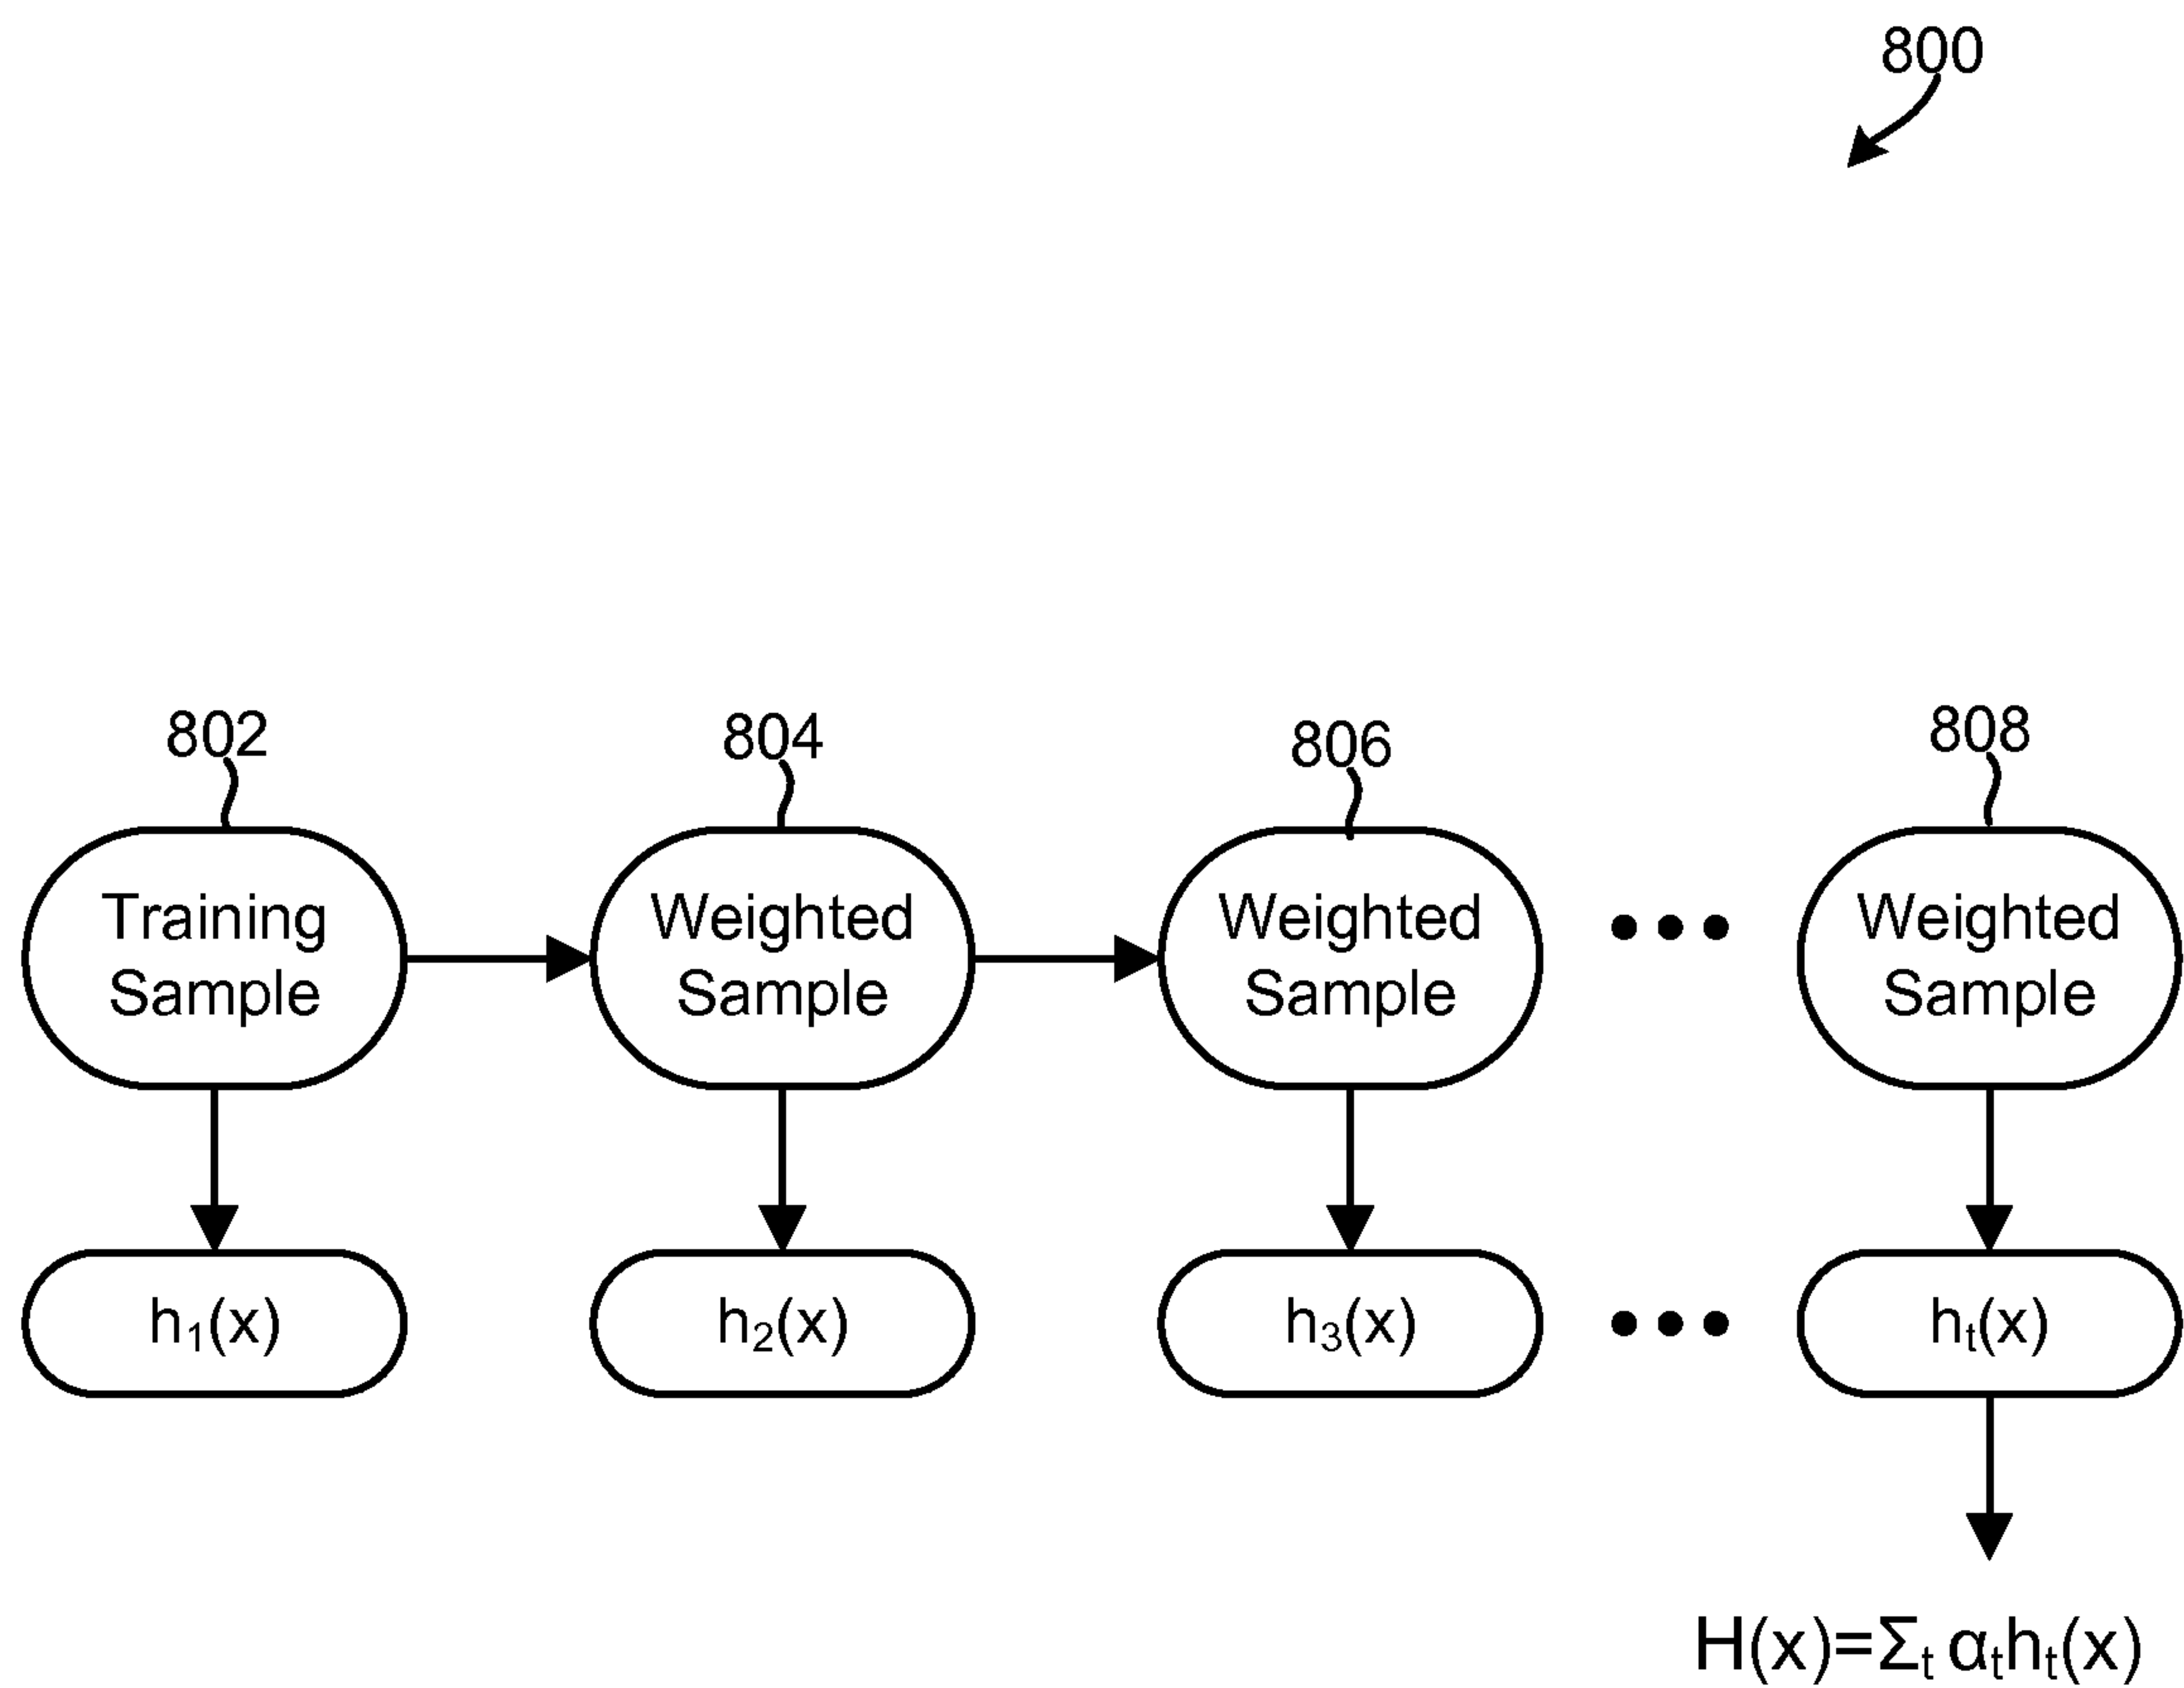 800
802
804
806
808
Training
Sample
Weighted
Sample
Weighted
Sample
Weighted
Sample
h₁(x)
h₂(x)
h₃(x)
hₜ(x)
H(x)=Σₜ αₜhₜ(x)